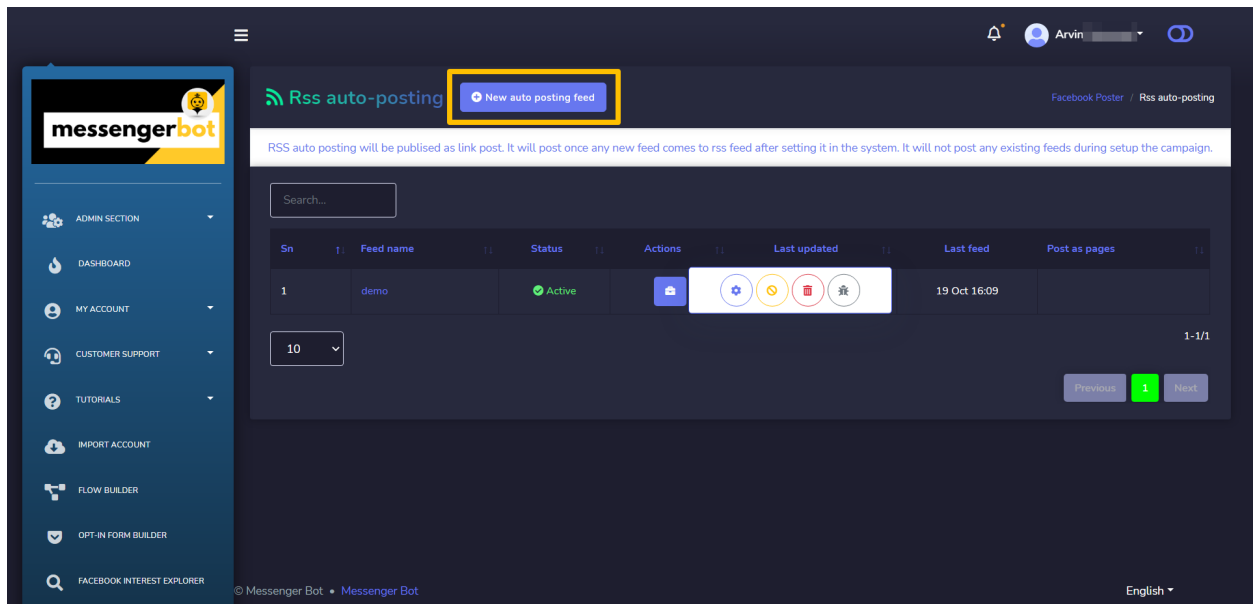 Arvin
messengerbot
Rss auto-posting
New auto posting feed
Facebook Poster / Rss auto-posting
RSS auto posting will be publised as link post. It will post once any new feed comes to rss feed after setting it in the system. It will not post any existing feeds during setup the campaign.
Search...
Sn Feed name Status Actions Last updated Last feed Post as pages
1 demo Active 19 Oct 16:09
10
1-1/1
Previous 1 Next
ADMIN SECTION
DASHBOARD
MY ACCOUNT
CUSTOMER SUPPORT
TUTORIALS
IMPORT ACCOUNT
FLOW BUILDER
OPT-IN FORM BUILDER
FACEBOOK INTEREST EXPLORER
© Messenger Bot • Messenger Bot
English